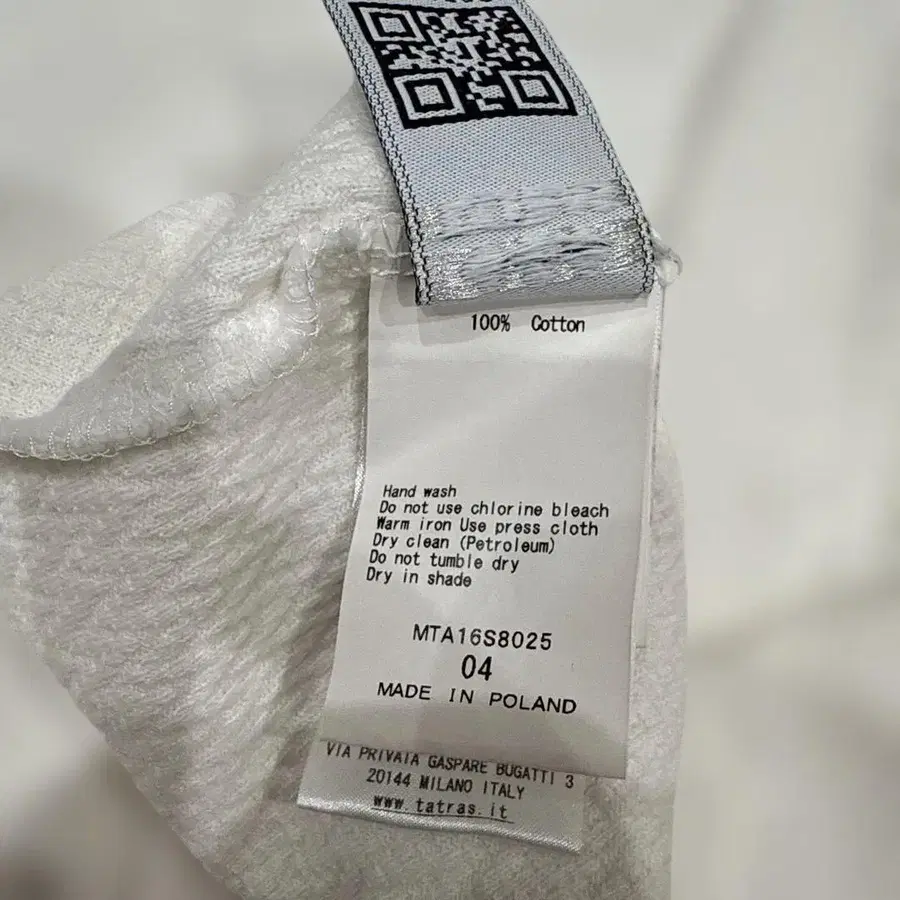 100% Cotton
Hand wash
Do not use chlorine bleach
Warm iron Use press cloth
Dry clean (Petroleum)
Do not tumble dry
Dry in shade
MTA16S8025
04
MADE IN POLAND
VIA PRIVATA GASPARE BUGATTI 3
20144 MILANO ITALY
www.tatras.it